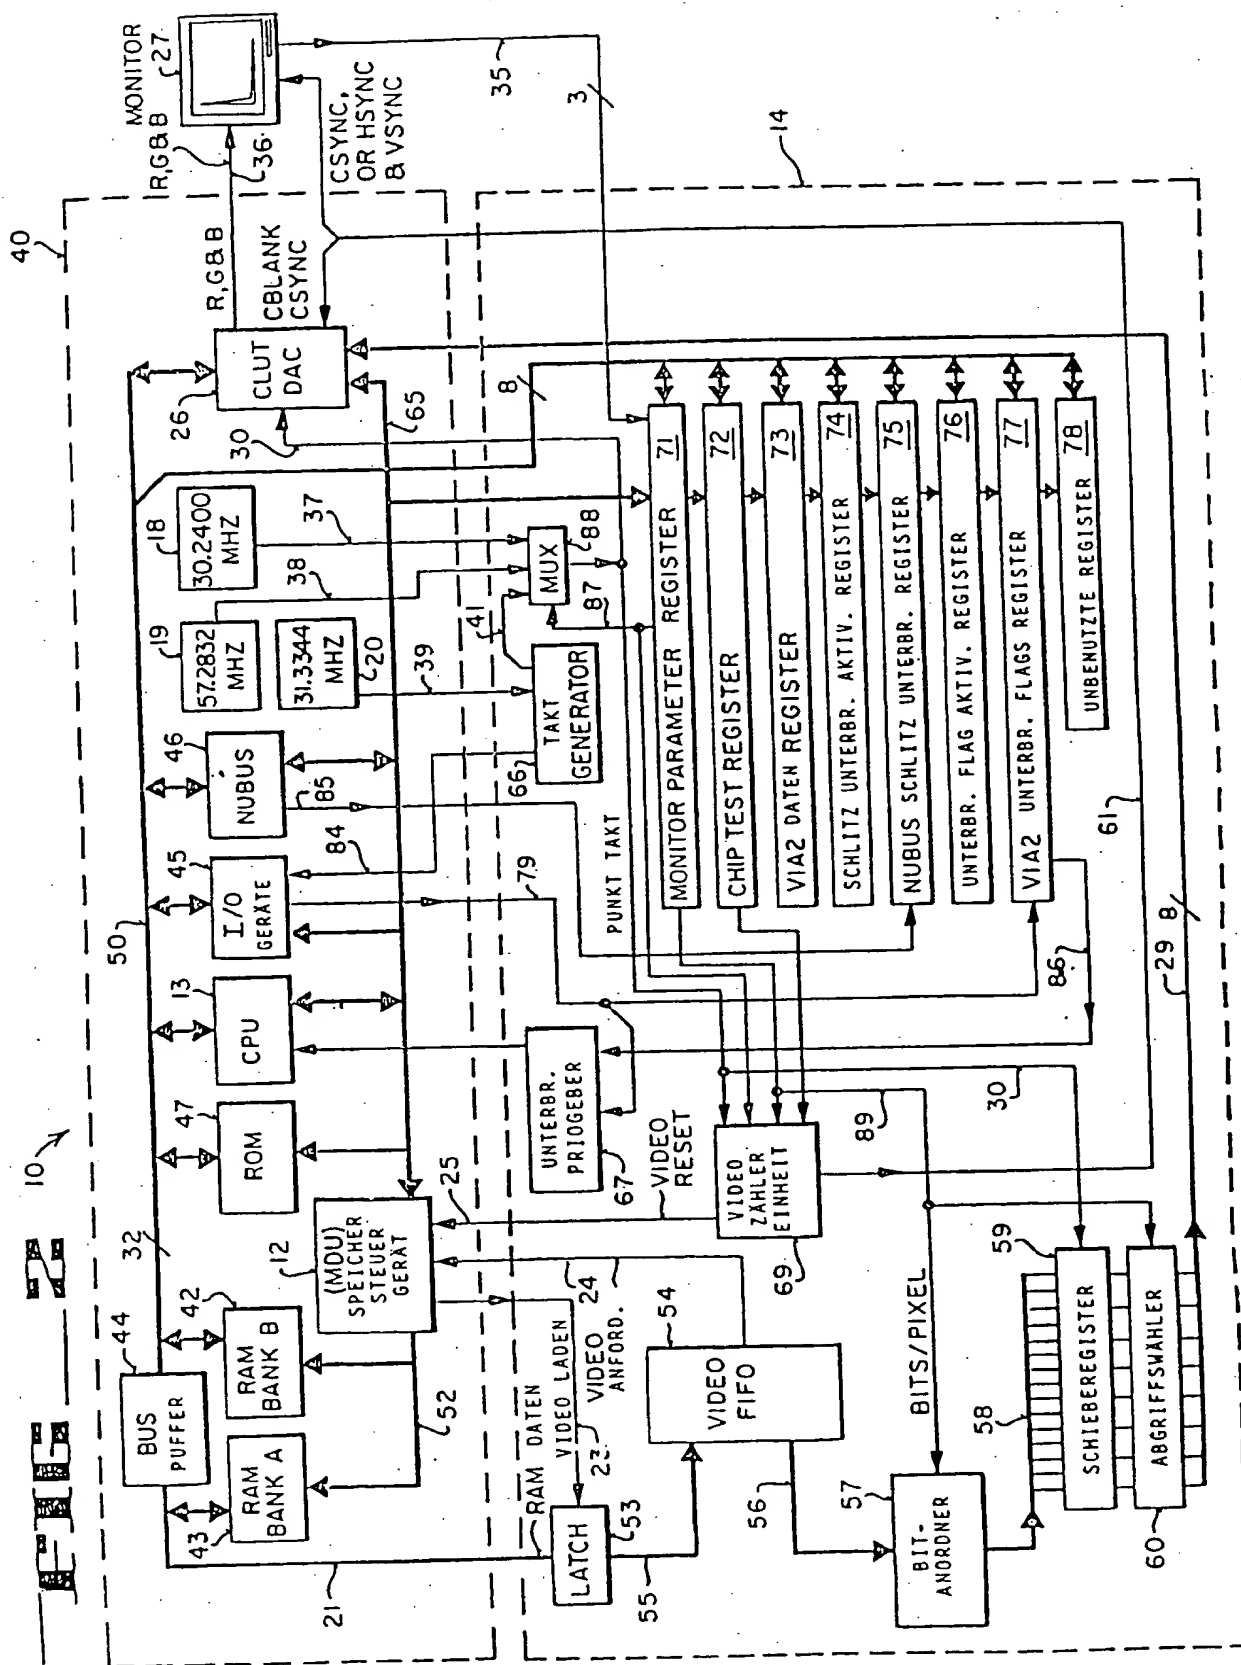 10
40
50
32
44
BUS
PUFFER
42
RAM
BANK B
43
RAM
BANK A
12
(MDU)
SPEICHER
STEUER
GERÄT
47
ROM
13
CPU
45
I/O
GERÄTE
46
NUBUS
85
84
79
19
57.2832
MHZ
18
30.2400
MHZ
31.3344
MHZ
20
37
38
39
41
26
CLUT
DAC
30
65
R,G&B
CBLANK
CSYNC
MONITOR
27
R,G&B
36
CSYNC,
OR HSYNC
& VSYNC
35
3
14
21
52
RAM DATEN
VIDEO LADEN
23
VIDEO
ANFORD.
24
25
VIDEO
RESET
LATCH
53
55
54
VIDEO
FIFO
56
57
BIT-
ANORDNER
BITS/PIXEL
58
59
SCHIEBEREGISTER
ABGRIFFSWÄHLER
60
UNTERBR.
PRIOGEBER
67
VIDEO
ZÄHLER
EINHEIT
69
89
30
86
PUNKT TAKT
66
TAKT
GENERATOR
MUX
88
87
8
MONITOR PARAMETER REGISTER 71
CHIP TEST REGISTER 72
VIA2 DATEN REGISTER 73
SCHLITZ UNTERBR. AKTIV. REGISTER 74
NUBUS SCHLITZ UNTERBR. REGISTER 75
UNTERBR. FLAG AKTIV. REGISTER 76
VIA2 UNTERBR. FLAGS REGISTER 77
UNBENUTZTE REGISTER 78
61
29
8